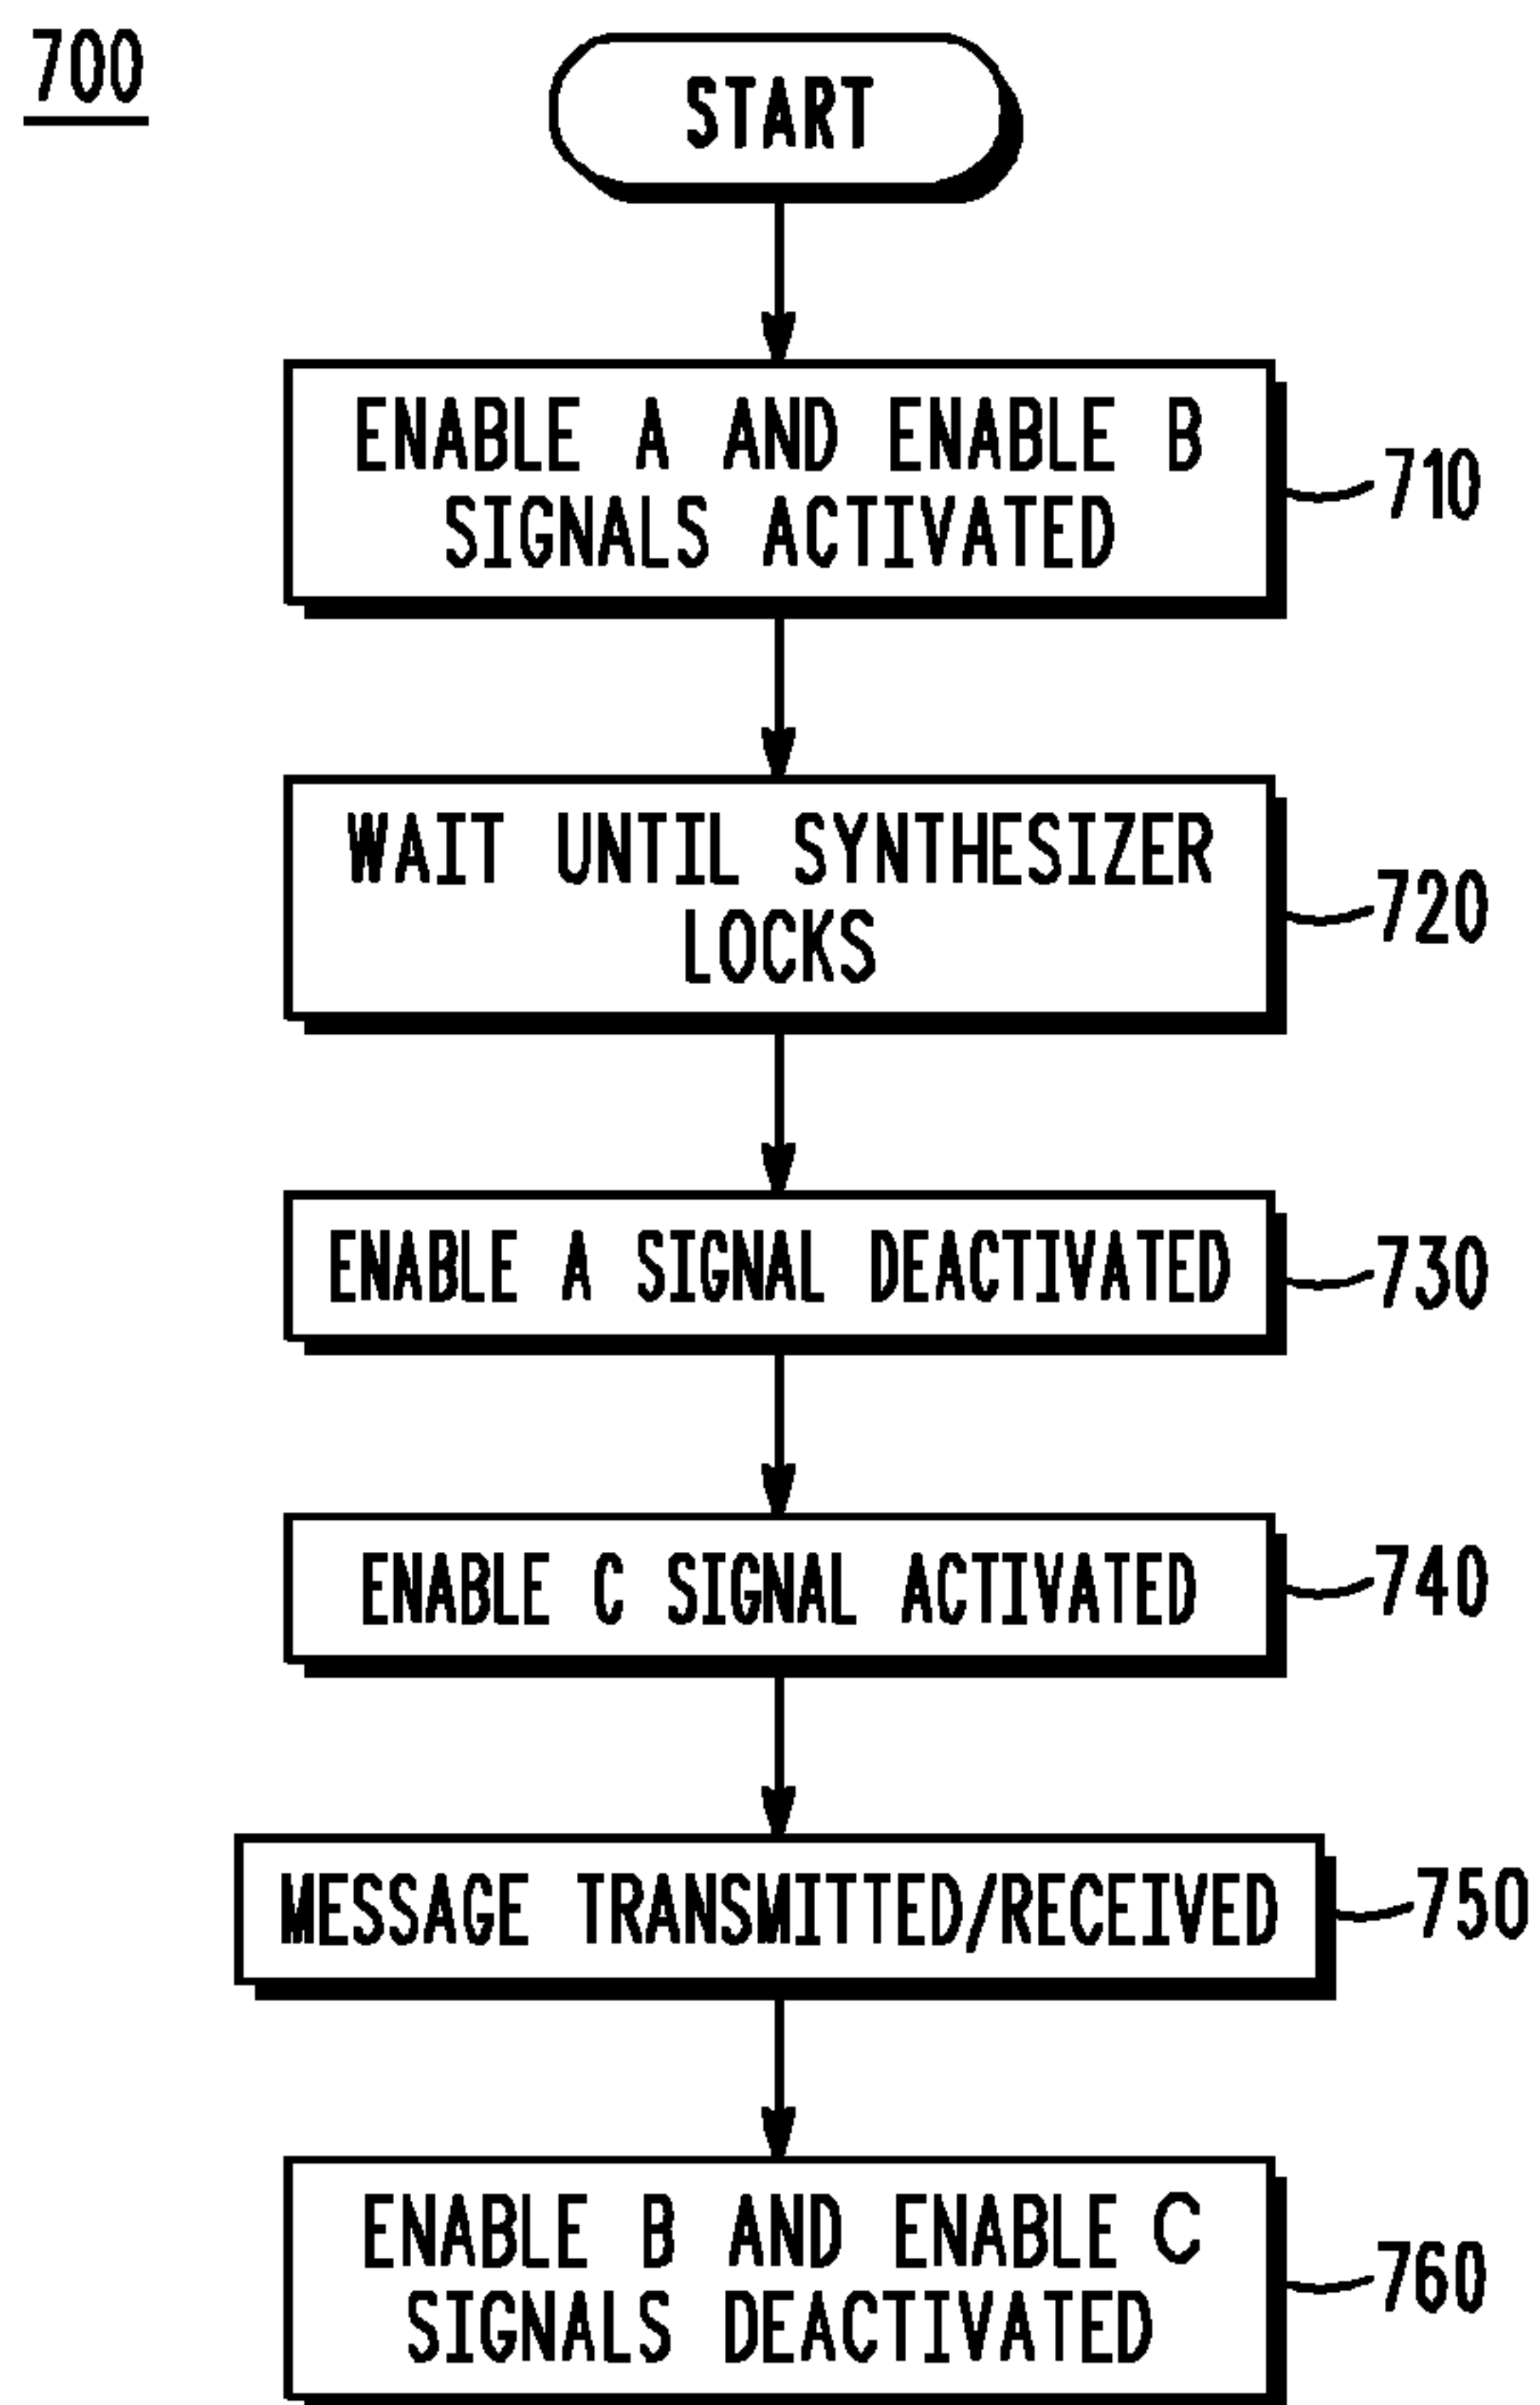 700
START
ENABLE A AND ENABLE B
SIGNALS ACTIVATED
710
WAIT UNTIL SYNTHESIZER
LOCKS
720
ENABLE A SIGNAL DEACTIVATED
730
ENABLE C SIGNAL ACTIVATED
740
MESSAGE TRANSMITTED/RECEIVED
750
ENABLE B AND ENABLE C
SIGNALS DEACTIVATED
760